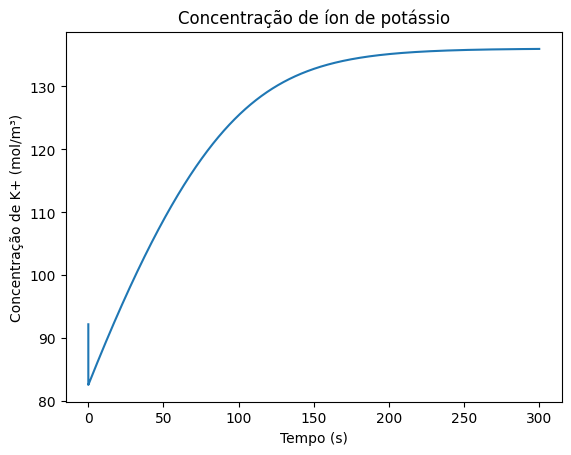 Concentração de íon de potássio
Concentração de K+ (mol/m³)
130
120
110
100
90
80
0 50 100 150 200 250 300
Tempo (s)